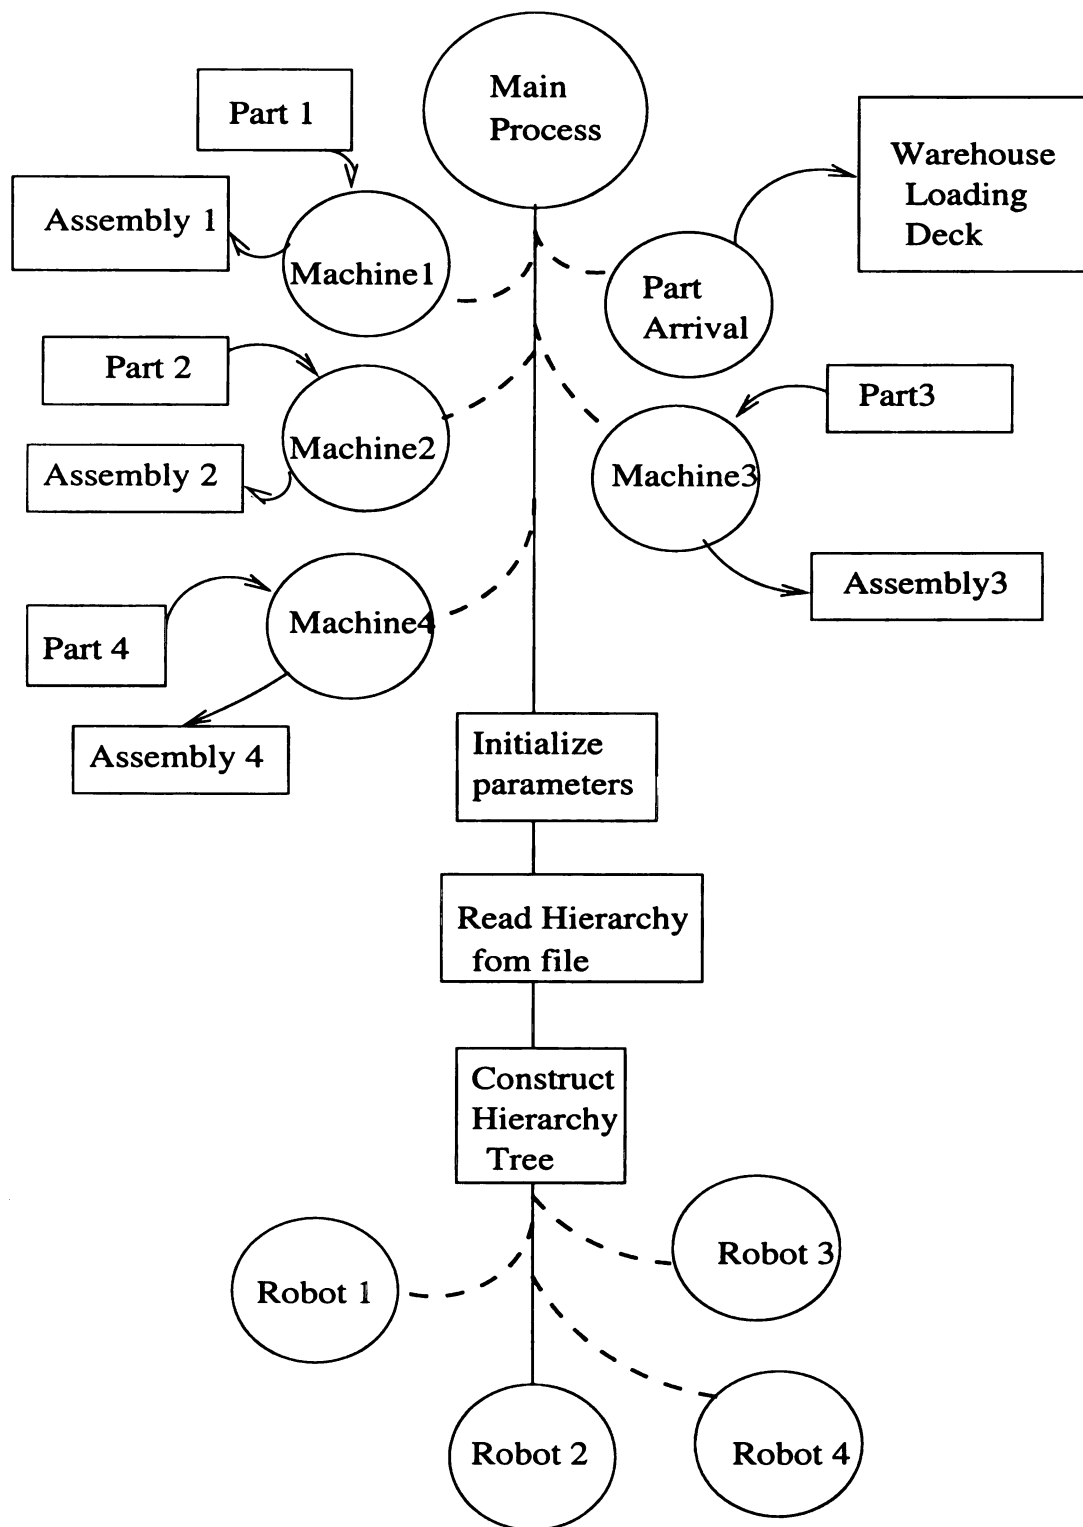 Main
Process
Part 1
Warehouse
Loading
Deck
Assembly 1
Machine1
Part
Arrival
Part 2
Part3
Machine2
Machine3
Assembly 2
Assembly3
Machine4
Part 4
Assembly 4
Initialize
parameters
Read Hierarchy
fom file
Construct
Hierarchy
Tree
Robot 3
Robot 1
Robot 2
Robot 4